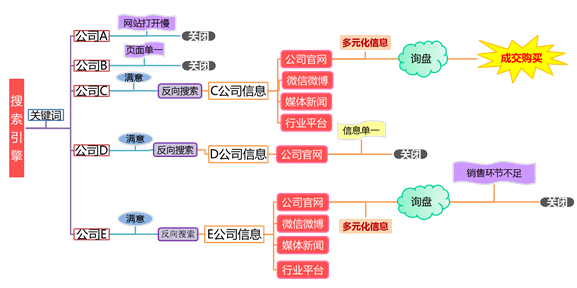 搜索引擎
关键词
公司A
网站打开慢
关闭
公司B
页面单一
关闭
公司C
满意
反向搜索
C公司信息
公司官网
微信微博
媒体新闻
行业平台
多元化信息
询盘
成交购买
公司D
满意
反向搜索
D公司信息
公司官网
信息单一
关闭
公司E
满意
反向搜索
E公司信息
公司官网
微信微博
媒体新闻
行业平台
多元化信息
询盘
销售环节不足
关闭